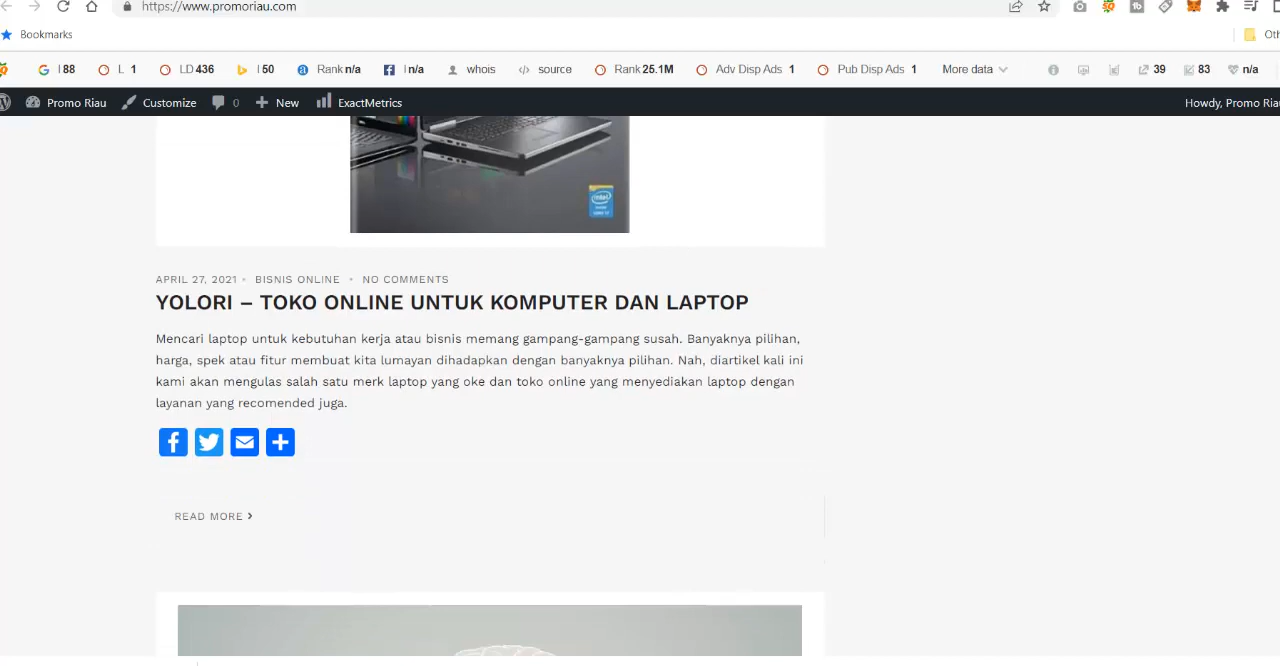 https://www.promoriau.com
Bookmarks
I 88 L 1 LD 436 I 50 Rank n/a I n/a whois source Rank 25.1M Adv Disp Ads 1 Pub Disp Ads 1 More data 39 83 n/a
Promo Riau Customize 0 New ExactMetrics Howdy, Promo
intel
APRIL 27, 2021 • BISNIS ONLINE • NO COMMENTS
YOLORI – TOKO ONLINE UNTUK KOMPUTER DAN LAPTOP
Mencari laptop untuk kebutuhan kerja atau bisnis memang gampang-gampang susah. Banyaknya pilihan,
harga, spek atau fitur membuat kita lumayan dihadapkan dengan banyaknya pilihan. Nah, diartikel kali ini
kami akan mengulas salah satu merk laptop yang oke dan toko online yang menyediakan laptop dengan
layanan yang recomended juga.
READ MORE